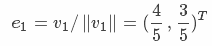 e₁ = v₁/ ‖v₁‖ = (4/5 , 3/5)ᵀ